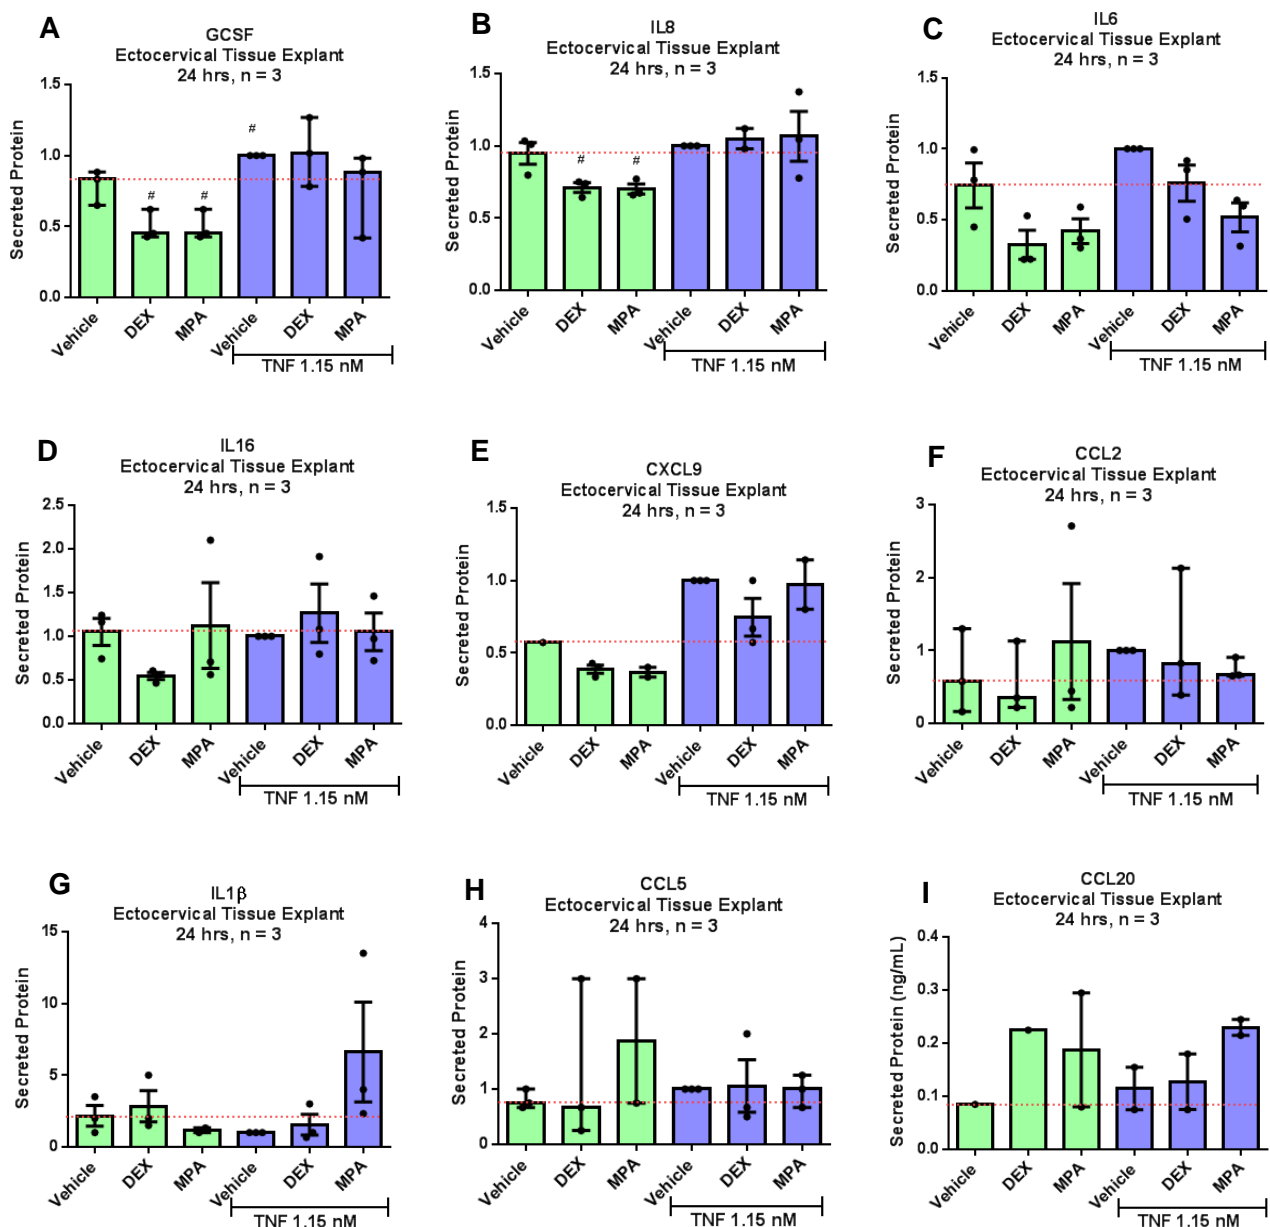 A
GCSF
Ectocervical Tissue Explant
24 hrs, n = 3
Secreted Protein
1.5
1.0
0.5
0.0
#
#
#
Vehicle
DEX
MPA
Vehicle
DEX
MPA
TNF 1.15 nM
B
IL8
Ectocervical Tissue Explant
24 hrs, n = 3
Secreted Protein
1.5
1.0
0.5
0.0
#
#
Vehicle
DEX
MPA
Vehicle
DEX
MPA
TNF 1.15 nM
C
IL6
Ectocervical Tissue Explant
24 hrs, n = 3
Secreted Protein
1.5
1.0
0.5
0.0
Vehicle
DEX
MPA
Vehicle
DEX
MPA
TNF 1.15 nM
D
IL16
Ectocervical Tissue Explant
24 hrs, n = 3
Secreted Protein
2.5
2.0
1.5
1.0
0.5
0.0
Vehicle
DEX
MPA
Vehicle
DEX
MPA
TNF 1.15 nM
E
CXCL9
Ectocervical Tissue Explant
24 hrs, n = 3
Secreted Protein
1.5
1.0
0.5
0.0
Vehicle
DEX
MPA
Vehicle
DEX
MPA
TNF 1.15 nM
F
CCL2
Ectocervical Tissue Explant
24 hrs, n = 3
Secreted Protein
3
2
1
0
Vehicle
DEX
MPA
Vehicle
DEX
MPA
TNF 1.15 nM
G
IL1β
Ectocervical Tissue Explant
24 hrs, n = 3
Secreted Protein
15
10
5
0
Vehicle
DEX
MPA
Vehicle
DEX
MPA
TNF 1.15 nM
H
CCL5
Ectocervical Tissue Explant
24 hrs, n = 3
Secreted Protein
4
3
2
1
0
Vehicle
DEX
MPA
Vehicle
DEX
MPA
TNF 1.15 nM
I
CCL20
Ectocervical Tissue Explant
24 hrs, n = 3
Secreted Protein (ng/mL)
0.4
0.3
0.2
0.1
0.0
Vehicle
DEX
MPA
Vehicle
DEX
MPA
TNF 1.15 nM